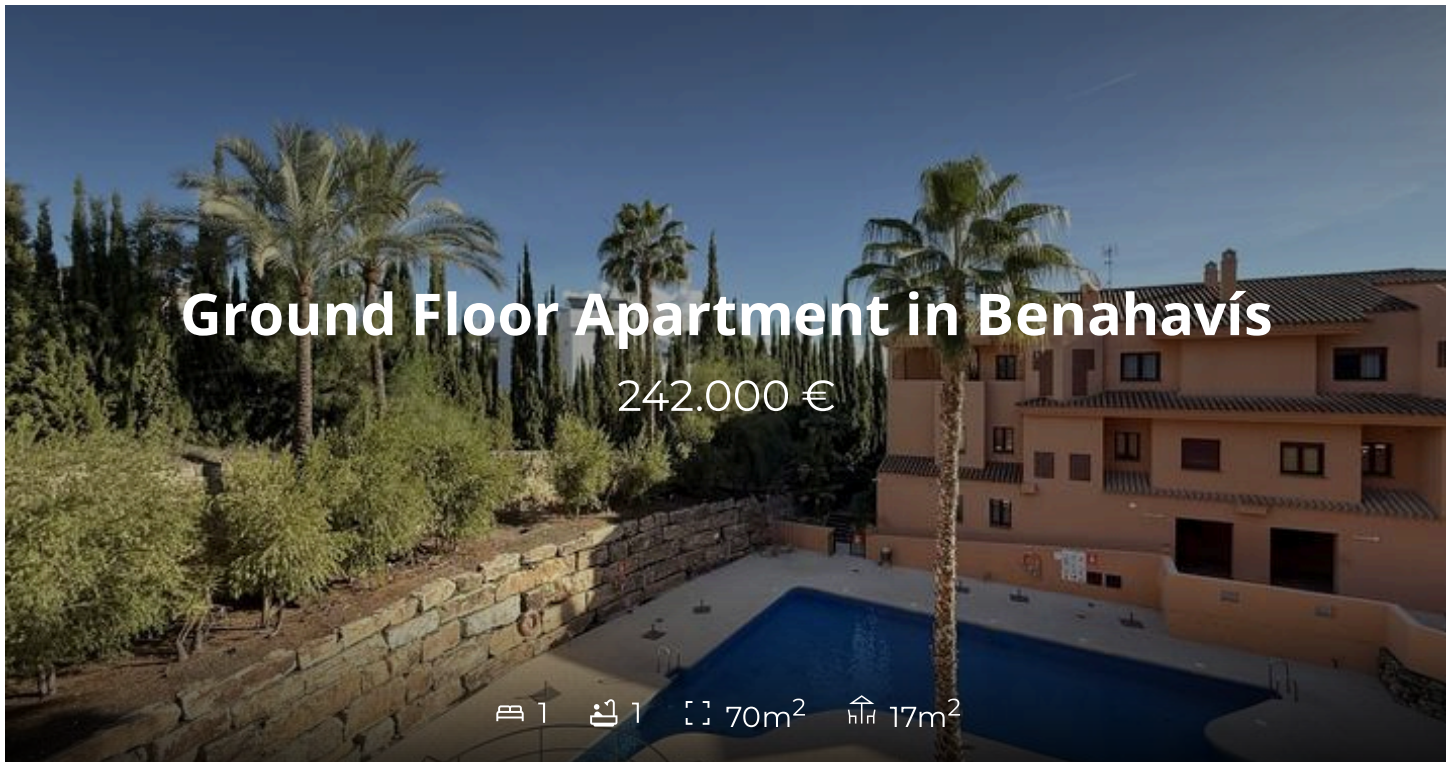 Ground Floor Apartment in Benahavís
242.000 €
1 1 70m² 17m²